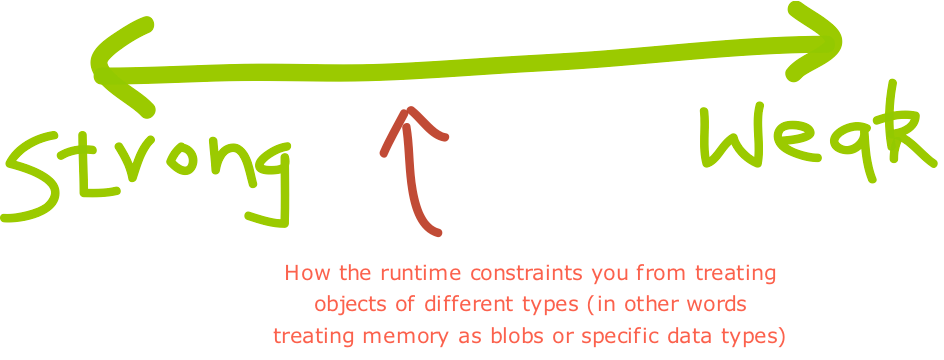 Strong
Weak
How the runtime constraints you from treating
objects of different types (in other words
treating memory as blobs or specific data types)